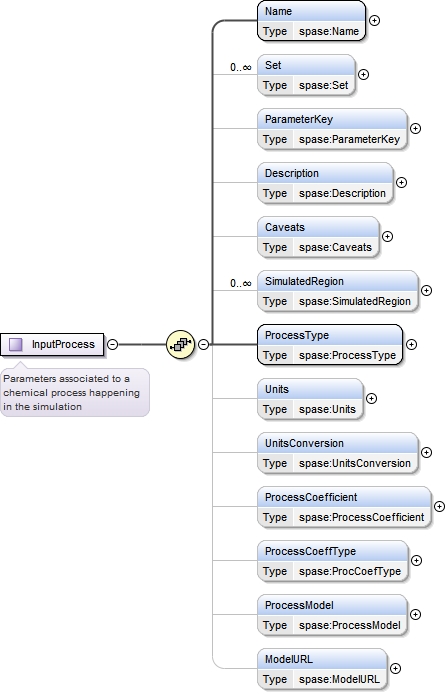 Name
Type spase:Name
0..∞
Set
Type spase:Set
ParameterKey
Type spase:ParameterKey
Description
Type spase:Description
Caveats
Type spase:Caveats
0..∞
SimulatedRegion
Type spase:SimulatedRegion
InputProcess
Parameters associated to a
chemical process happening
in the simulation
ProcessType
Type spase:ProcessType
Units
Type spase:Units
UnitsConversion
Type spase:UnitsConversion
ProcessCoefficient
Type spase:ProcessCoefficient
ProcessCoeffType
Type spase:ProcCoefType
ProcessModel
Type spase:ProcessModel
ModelURL
Type spase:ModelURL